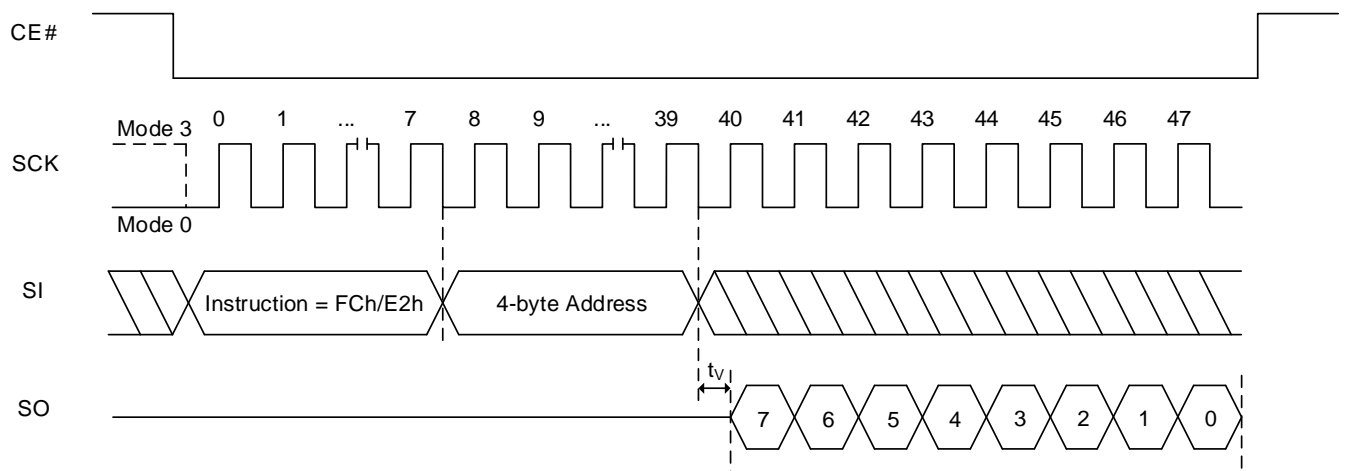 CE#
Mode 3 0 1 ... 7 8 9 ... 39 40 41 42 43 44 45 46 47
SCK
Mode 0
SI Instruction = FCh/E2h 4-byte Address
tV
SO 7 6 5 4 3 2 1 0